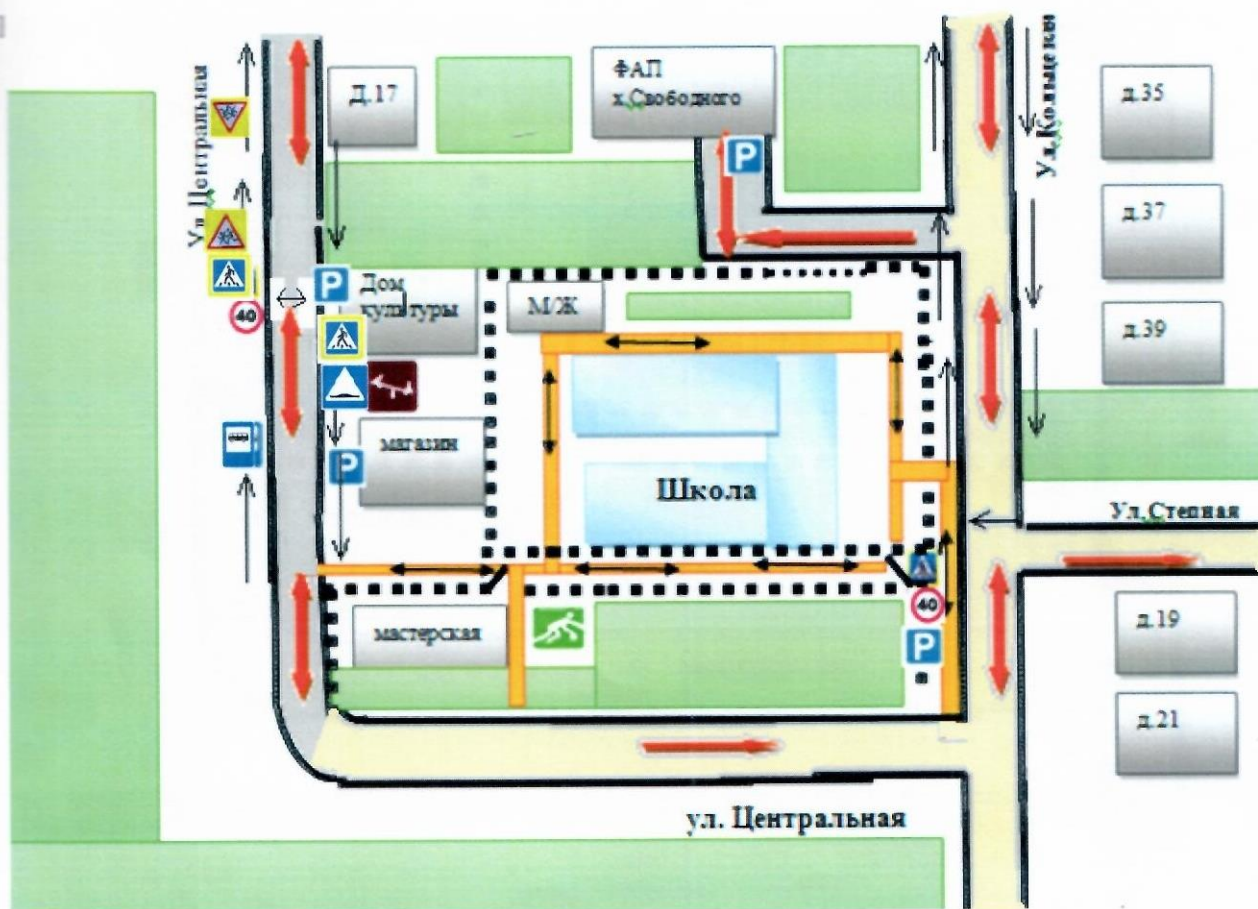 Ул. Центральная
Д.17
ФАП
х.Свободного
P
Ул. Кольцевая
д.35
д.37
д.39
P
Дом
культуры
М/Ж
40
магазин
P
Школа
Ул.Степная
40
P
мастерская
д.19
д.21
ул. Центральная